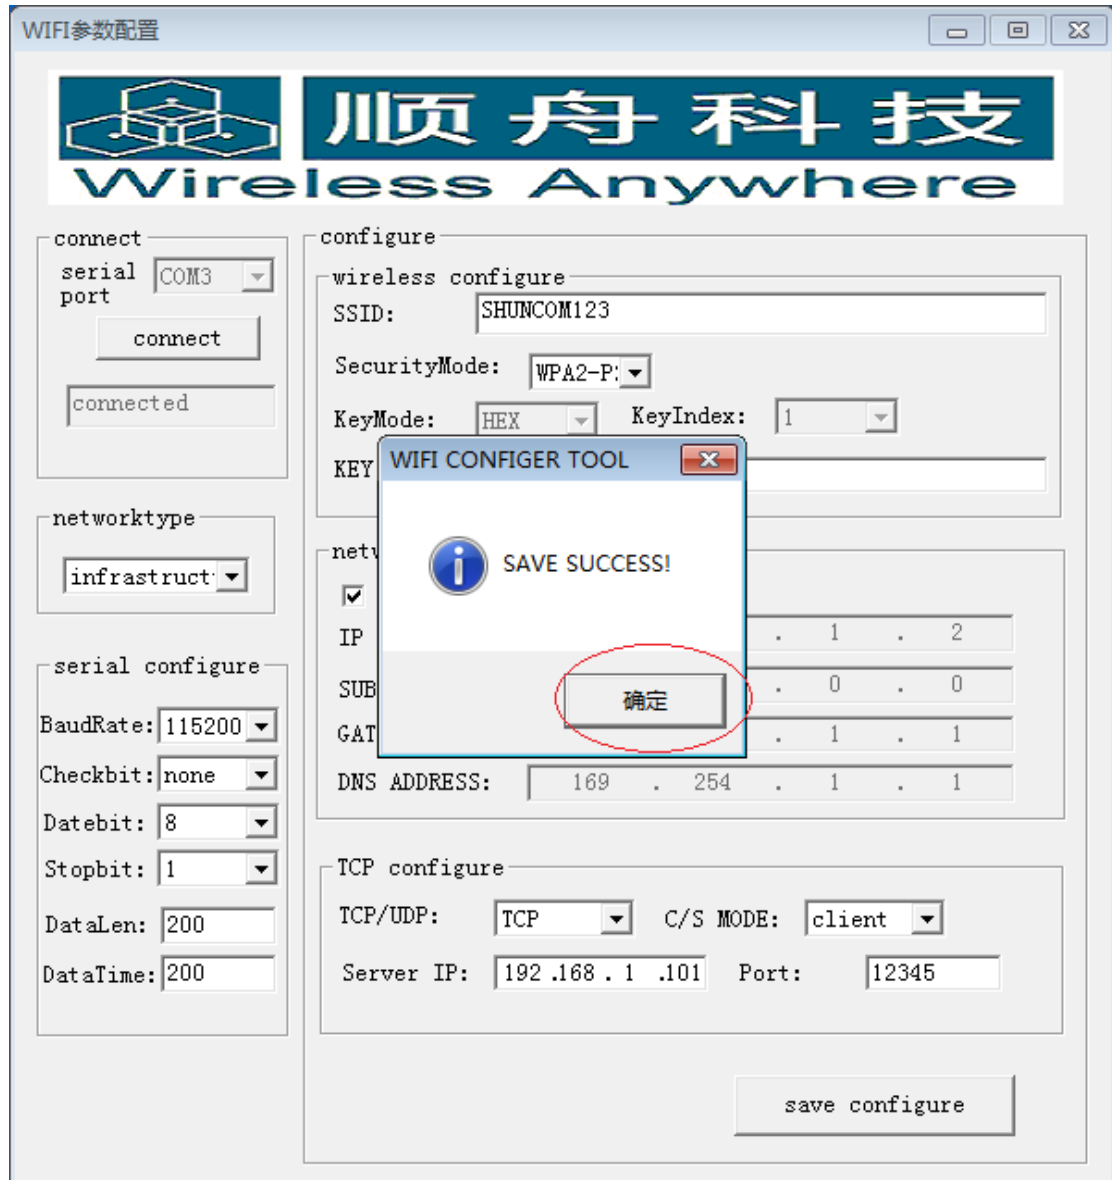 WIFI参数配置
顺舟科技
Wireless Anywhere
connect
serial port
COM3
connect
connected
networktype
infrastruct
serial configure
BaudRate: 115200
Checkbit: none
Datebit: 8
Stopbit: 1
DataLen: 200
DataTime: 200
configure
wireless configure
SSID: SHUNCOM123
SecurityMode: WPA2-P
KeyMode: HEX KeyIndex: 1
KEY
WIFI CONFIGER TOOL
SAVE SUCCESS!
确定
netw
IP . 1 . 2
SUB . 0 . 0
GAT . 1 . 1
DNS ADDRESS: 169 . 254 . 1 . 1
TCP configure
TCP/UDP: TCP C/S MODE: client
Server IP: 192 .168 . 1 .101 Port: 12345
save configure